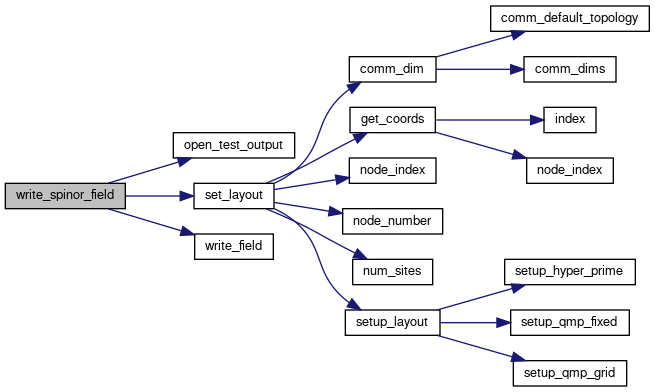 write_spinor_field
open_test_output
set_layout
write_field
comm_dim
get_coords
node_index
node_number
num_sites
setup_layout
comm_default_topology
comm_dims
index
node_index
setup_hyper_prime
setup_qmp_fixed
setup_qmp_grid